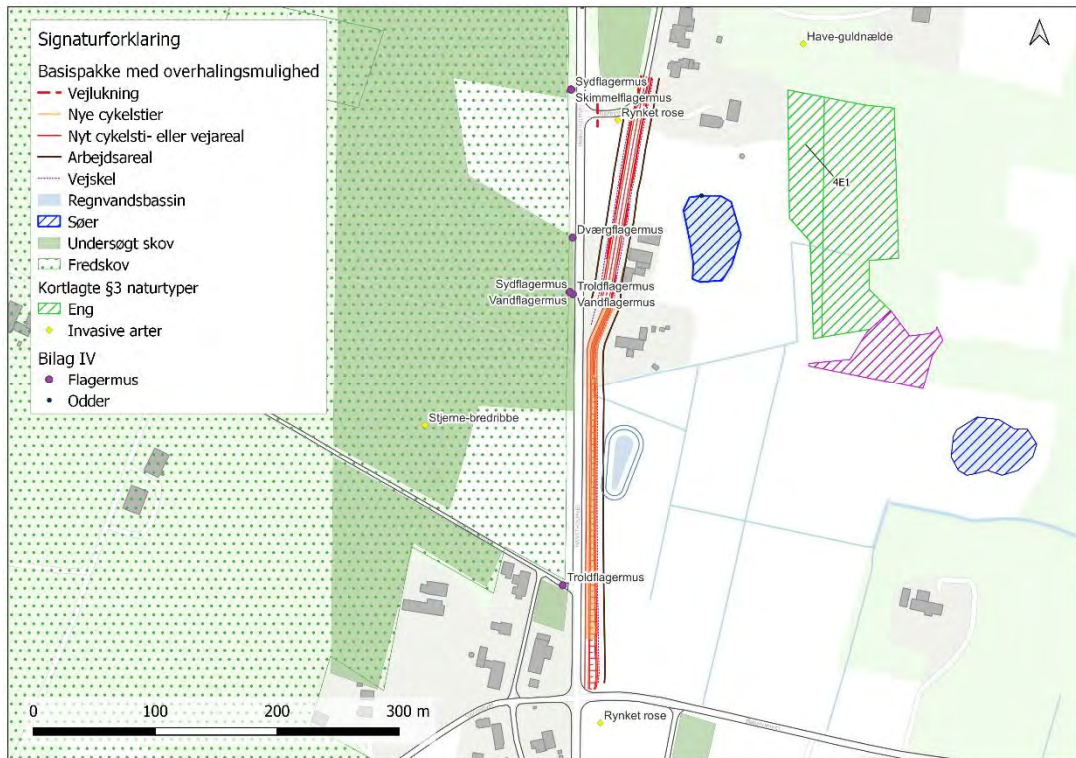 Signaturforklaring
Basispakke med overhalingsmulighed
Vejlukning
Nye cykelstier
Nyt cykelsti- eller vejareal
Arbejdsareal
Vejskel
Regnvandsbassin
Søer
Undersøgt skov
Fredskov
Kortlagte §3 naturtyper
Eng
Invasive arter
Bilag IV
Flagermus
Odder
Have-guldnælde
Sydflagermus
Skimmelflagermus
Rynket rose
4E1
Dværgflagermus
Sydflagermus
Vandflagermus
Troldflagermus
Vandflagermus
Stjerne-bredribbe
Troldflagermus
Rynket rose
0 100 200 300 m